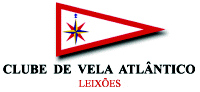 CLUBE DE VELA ATLÂNTICO
LEIXÕES